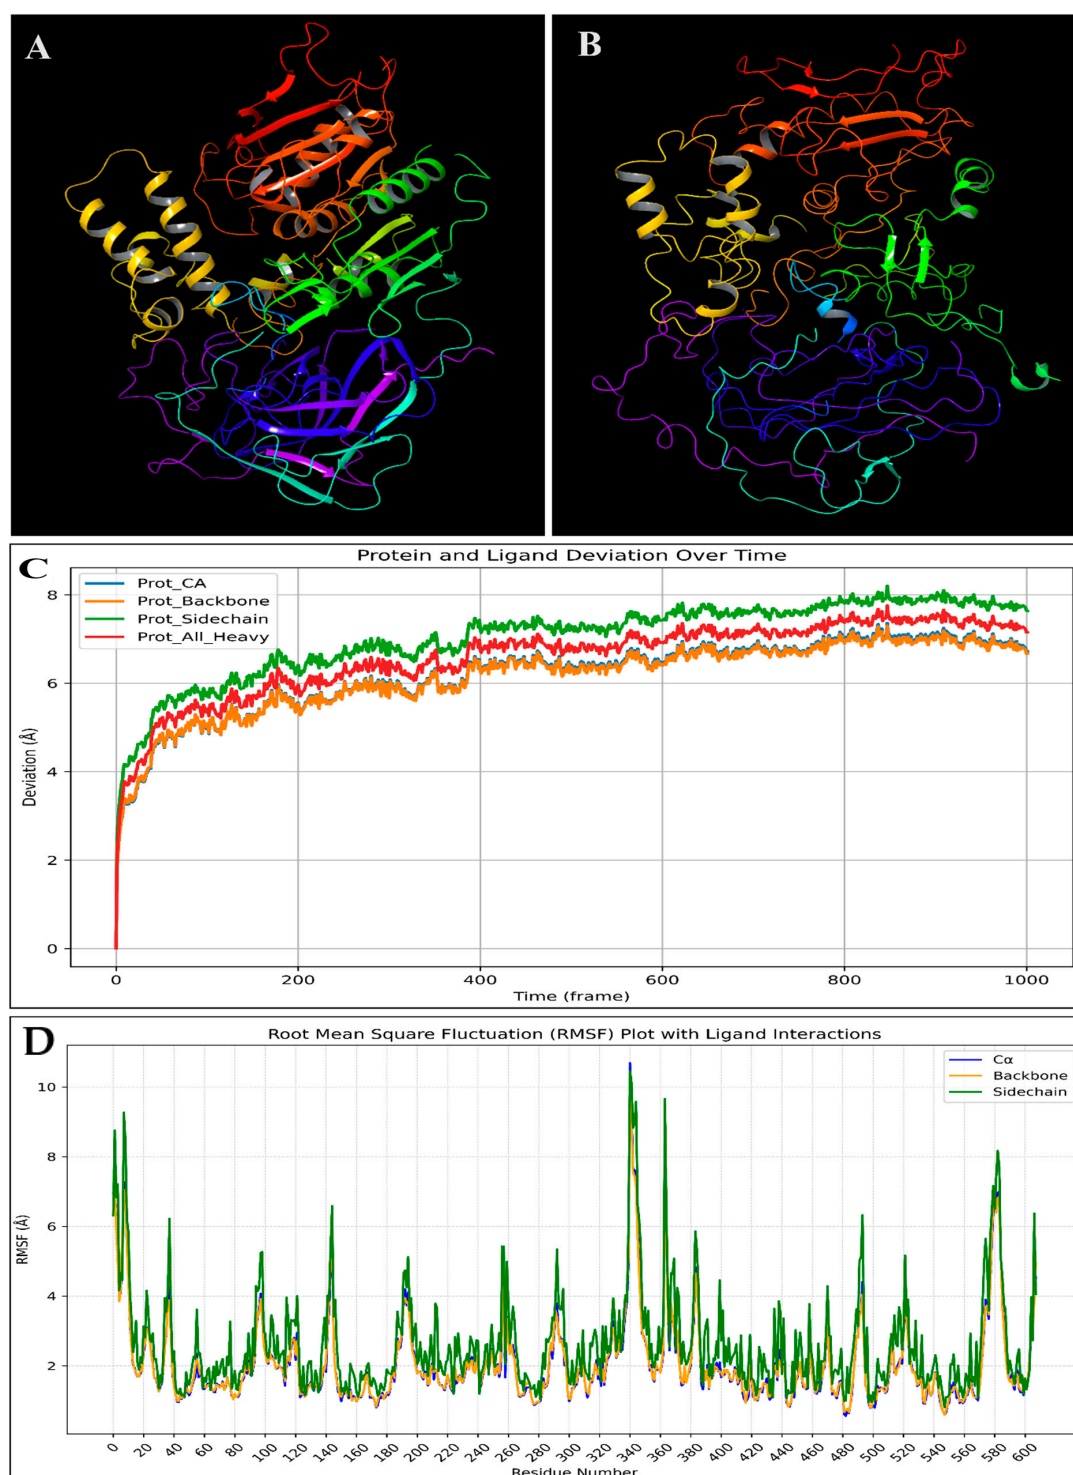 A
B
C
Protein and Ligand Deviation Over Time
Prot_CA
Prot_Backbone
Prot_Sidechain
Prot_All_Heavy
8
6
4
2
0
Deviation (Å)
0 200 400 600 800 1000
Time (frame)
D
Root Mean Square Fluctuation (RMSF) Plot with Ligand Interactions
Cα
Backbone
Sidechain
10
8
6
4
2
RMSF (Å)
0 20 40 60 80 100 120 140 160 180 200 220 240 260 280 300 320 340 360 380 400 420 440 460 480 500 520 540 560 580 600
Residue Number